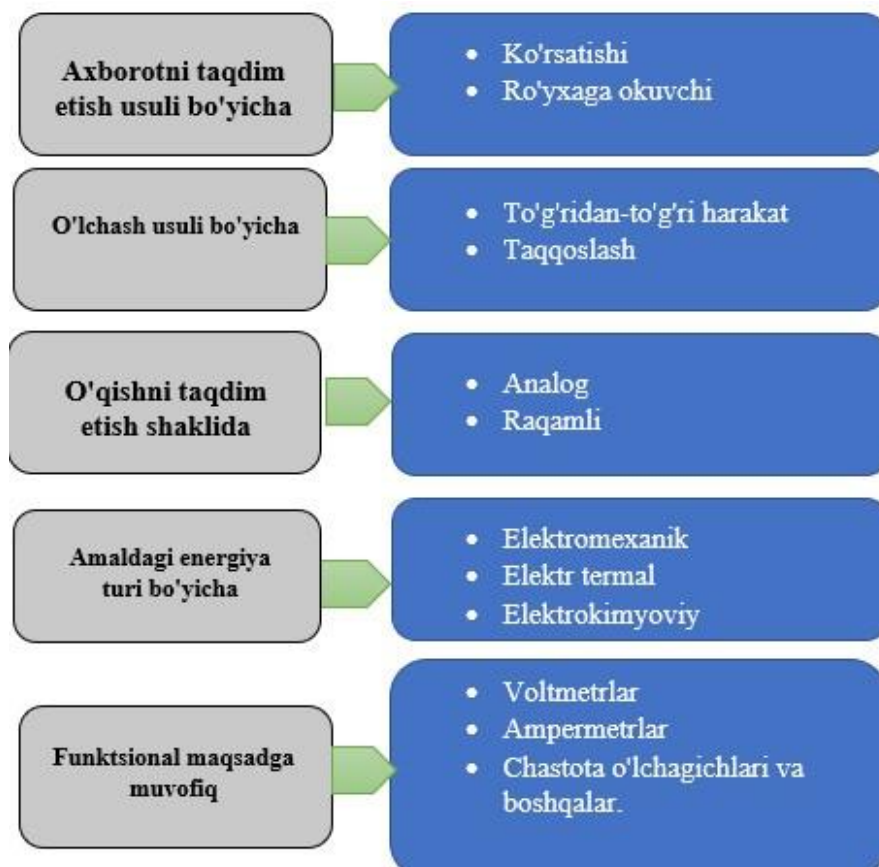 Axborotni taqdim
etish usuli bo'yicha
• Ko'rsatishi
• Ro'yxaga okuvchi
O'lchash usuli bo'yicha
• To'g'ridan-to'g'ri harakat
• Taqqoslash
O'qishni taqdim
etish shaklida
• Analog
• Raqamli
Amaldagi energiya
turi bo'yicha
• Elektromexanik
• Elektr termal
• Elektrokimyoviy
Funktsional maqsadga
muvofiq
• Voltmetrlar
• Ampermetrlar
• Chastota o'lchagichlari va
boshqalar.